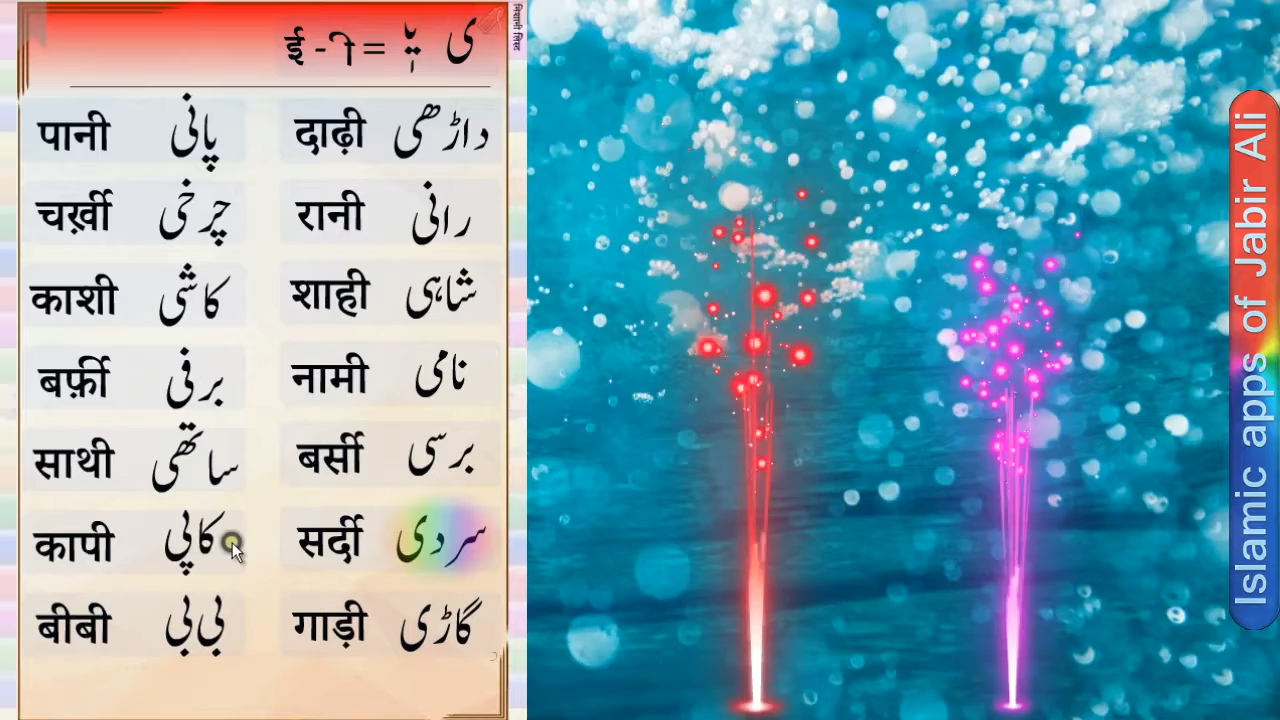 ی یٖ = ई - ी
داڑھی दाढ़ी پانی पानी
رانی रानी چرخی चर्ख़ी
شاہی शाही کاشی काशी
نامی नामी برفی बर्फ़ी
برسی बर्सी ساتھی साथी
سردی सर्दी کاپی कापी
گاڑی गाड़ी بی بی बीबी
Islamic apps of Jabir Ali